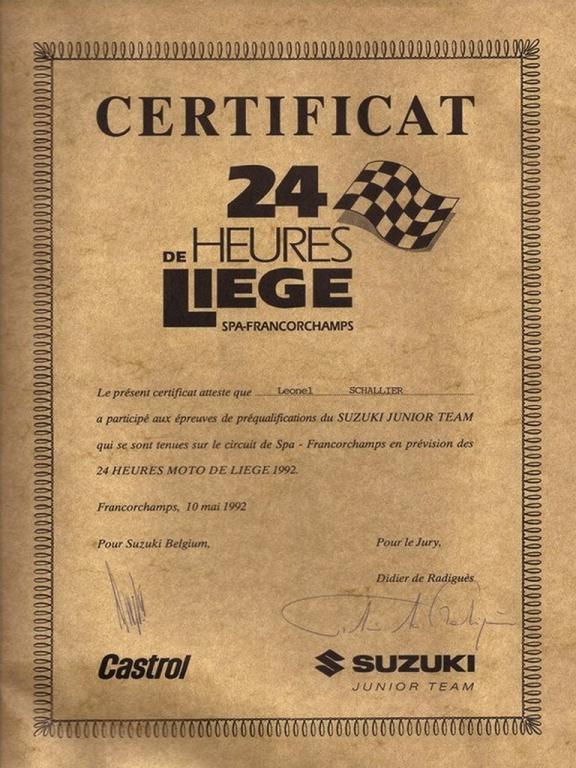 CERTIFICAT
24
DE HEURES
LIEGE
SPA-FRANCORCHAMPS
Le présent certificat atteste que Leonel SCHALLIER
a participé aux épreuves de préqualifications du SUZUKI JUNIOR TEAM
qui se sont tenues sur le circuit de Spa - Francorchamps en prévision des
24 HEURES MOTO DE LIEGE 1992.
Francorchamps, 10 mai 1992
Pour Suzuki Belgium,
Pour le Jury,
Didier de Radiguès
Castrol
SUZUKI
JUNIOR TEAM